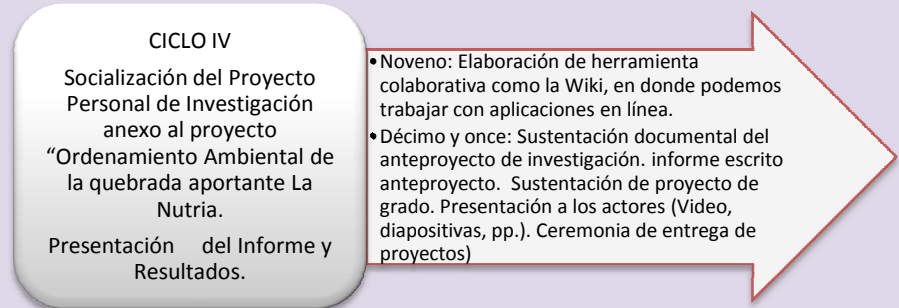 CICLO IV
Socialización del Proyecto
Personal de Investigación
anexo al proyecto
“Ordenamiento Ambiental de
la quebrada aportante La
Nutria.
Presentación del Informe y
Resultados.
•Noveno: Elaboración de herramienta
colaborativa como la Wiki, en donde podemos
trabajar con aplicaciones en línea.
•Décimo y once: Sustentación documental del
anteproyecto de investigación. informe escrito
anteproyecto. Sustentación de proyecto de
grado. Presentación a los actores (Video,
diapositivas, pp.). Ceremonia de entrega de
proyectos)